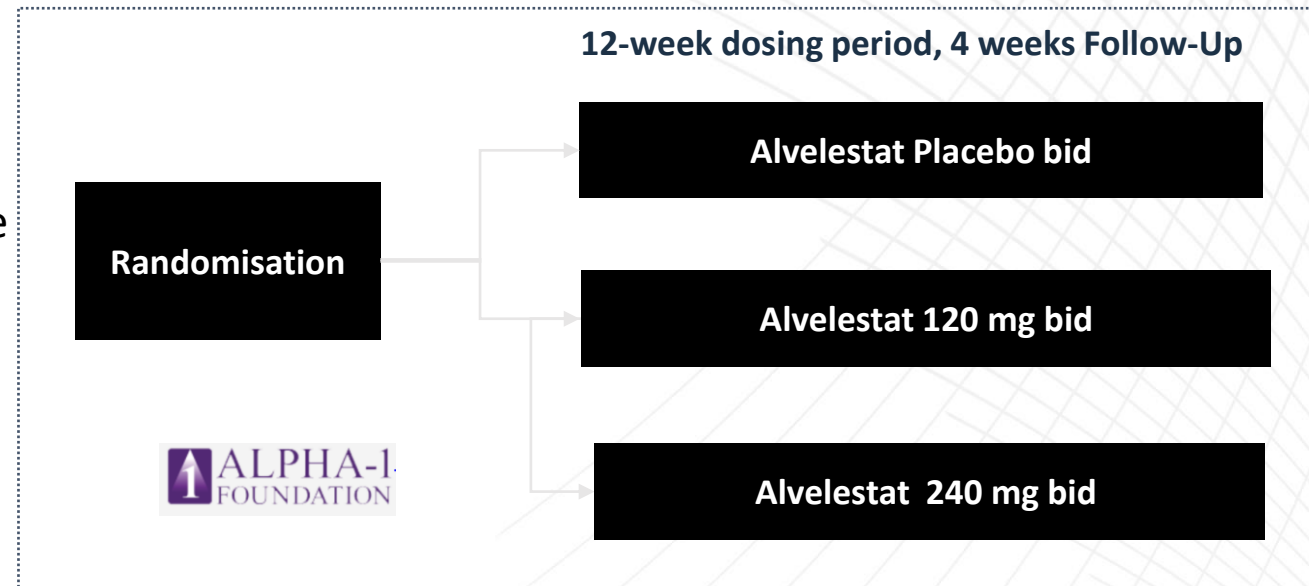 12-week dosing period, 4 weeks Follow-Up
Alvelestat Placebo bid
e
Randomisation
Alvelestat 120 mg bid
1 ALPHA-1
FOUNDATION
Alvelestat  240 mg bid